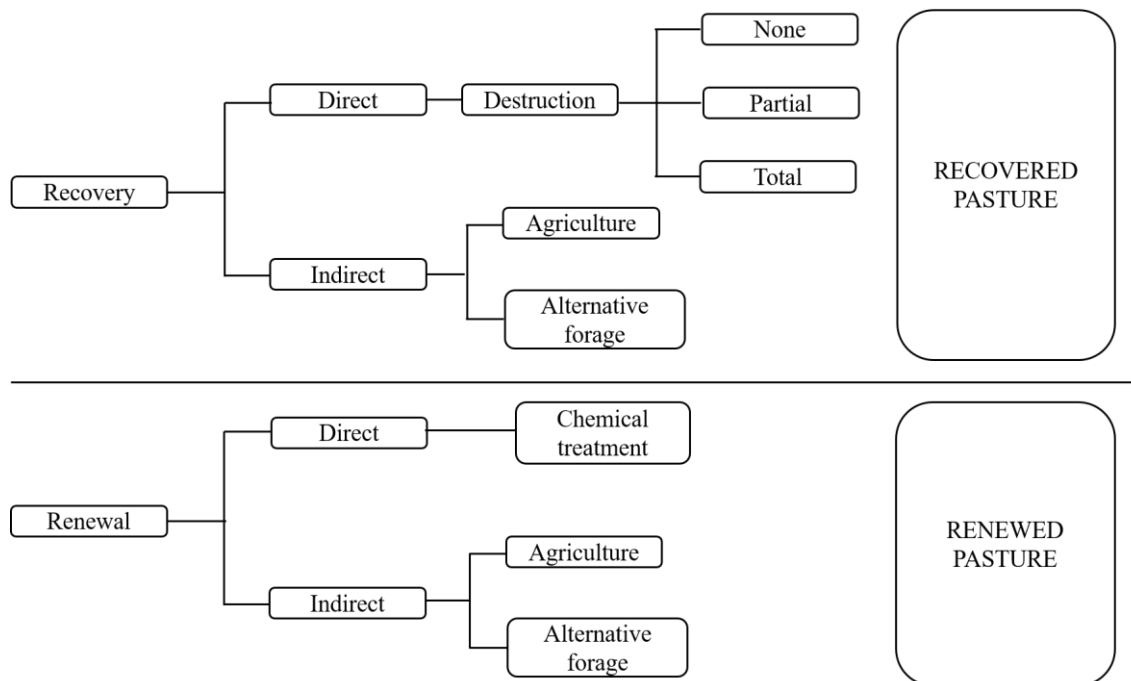 None
Direct
Destruction
Partial
Total
Recovery
RECOVERED
PASTURE
Agriculture
Indirect
Alternative
forage
Direct
Chemical
treatment
Renewal
RENEWED
PASTURE
Agriculture
Indirect
Alternative
forage